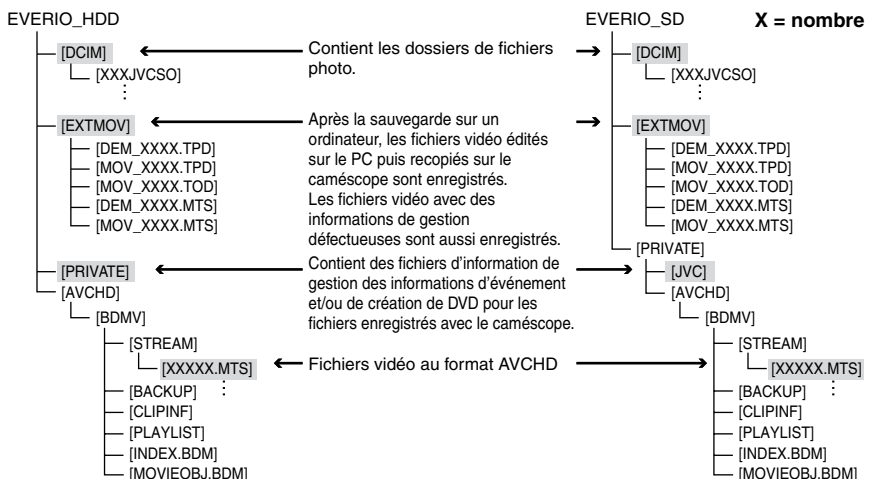 EVERIO_HDD
[DCIM]
[XXXJVCSO]
[EXTMOV]
[DEM_XXXX.TPD]
[MOV_XXXX.TPD]
[MOV_XXXX.TOD]
[DEM_XXXX.MTS]
[MOV_XXXX.MTS]
[PRIVATE]
[AVCHD]
[BDMV]
[STREAM]
[XXXXX.MTS]
[BACKUP]
[CLIPINF]
[PLAYLIST]
[INDEX.BDM]
[MOVIEOBJ.BDM]
Contient les dossiers de fichiers
photo.
Après la sauvegarde sur un
ordinateur, les fichiers vidéo édités
sur le PC puis recopiés sur le
caméscope sont enregistrés.
Les fichiers vidéo avec des
informations de gestion
défectueuses sont aussi enregistrés.
Contient des fichiers d'information de
gestion des informations d'événement
et/ou de création de DVD pour les
fichiers enregistrés avec le caméscope.
Fichiers vidéo au format AVCHD
EVERIO_SD
X = nombre
[DCIM]
[XXXJVCSO]
[EXTMOV]
[DEM_XXXX.TPD]
[MOV_XXXX.TPD]
[MOV_XXXX.TOD]
[DEM_XXXX.MTS]
[MOV_XXXX.MTS]
[PRIVATE]
[JVC]
[AVCHD]
[BDMV]
[STREAM]
[XXXXX.MTS]
[BACKUP]
[CLIPINF]
[PLAYLIST]
[INDEX.BDM]
[MOVIEOBJ.BDM]